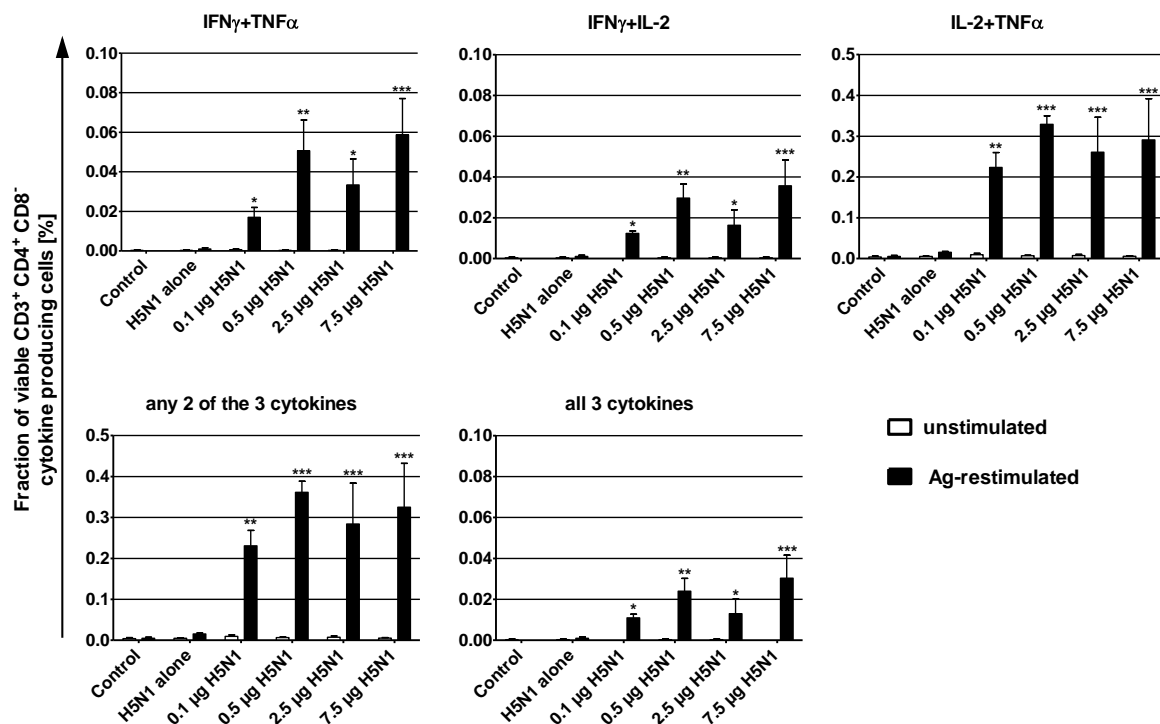 IFNγ+TNFα
IFNγ+IL-2
IL-2+TNFα
Fraction of viable CD3⁺ CD4⁺ CD8⁻
cytokine producing cells [%]
0.10
0.08
0.06
0.04
0.02
0.00
*
**
*
***
Control
H5N1 alone
0.1 µg H5N1
0.5 µg H5N1
2.5 µg H5N1
7.5 µg H5N1
0.10
0.08
0.06
0.04
0.02
0.00
*
**
*
***
Control
H5N1 alone
0.1 µg H5N1
0.5 µg H5N1
2.5 µg H5N1
7.5 µg H5N1
0.5
0.4
0.3
0.2
0.1
0.0
**
***
***
***
Control
H5N1 alone
0.1 µg H5N1
0.5 µg H5N1
2.5 µg H5N1
7.5 µg H5N1
any 2 of the 3 cytokines
0.5
0.4
0.3
0.2
0.1
0.0
**
***
***
***
Control
H5N1 alone
0.1 µg H5N1
0.5 µg H5N1
2.5 µg H5N1
7.5 µg H5N1
all 3 cytokines
0.10
0.08
0.06
0.04
0.02
0.00
*
**
*
***
Control
H5N1 alone
0.1 µg H5N1
0.5 µg H5N1
2.5 µg H5N1
7.5 µg H5N1
unstimulated
Ag-restimulated